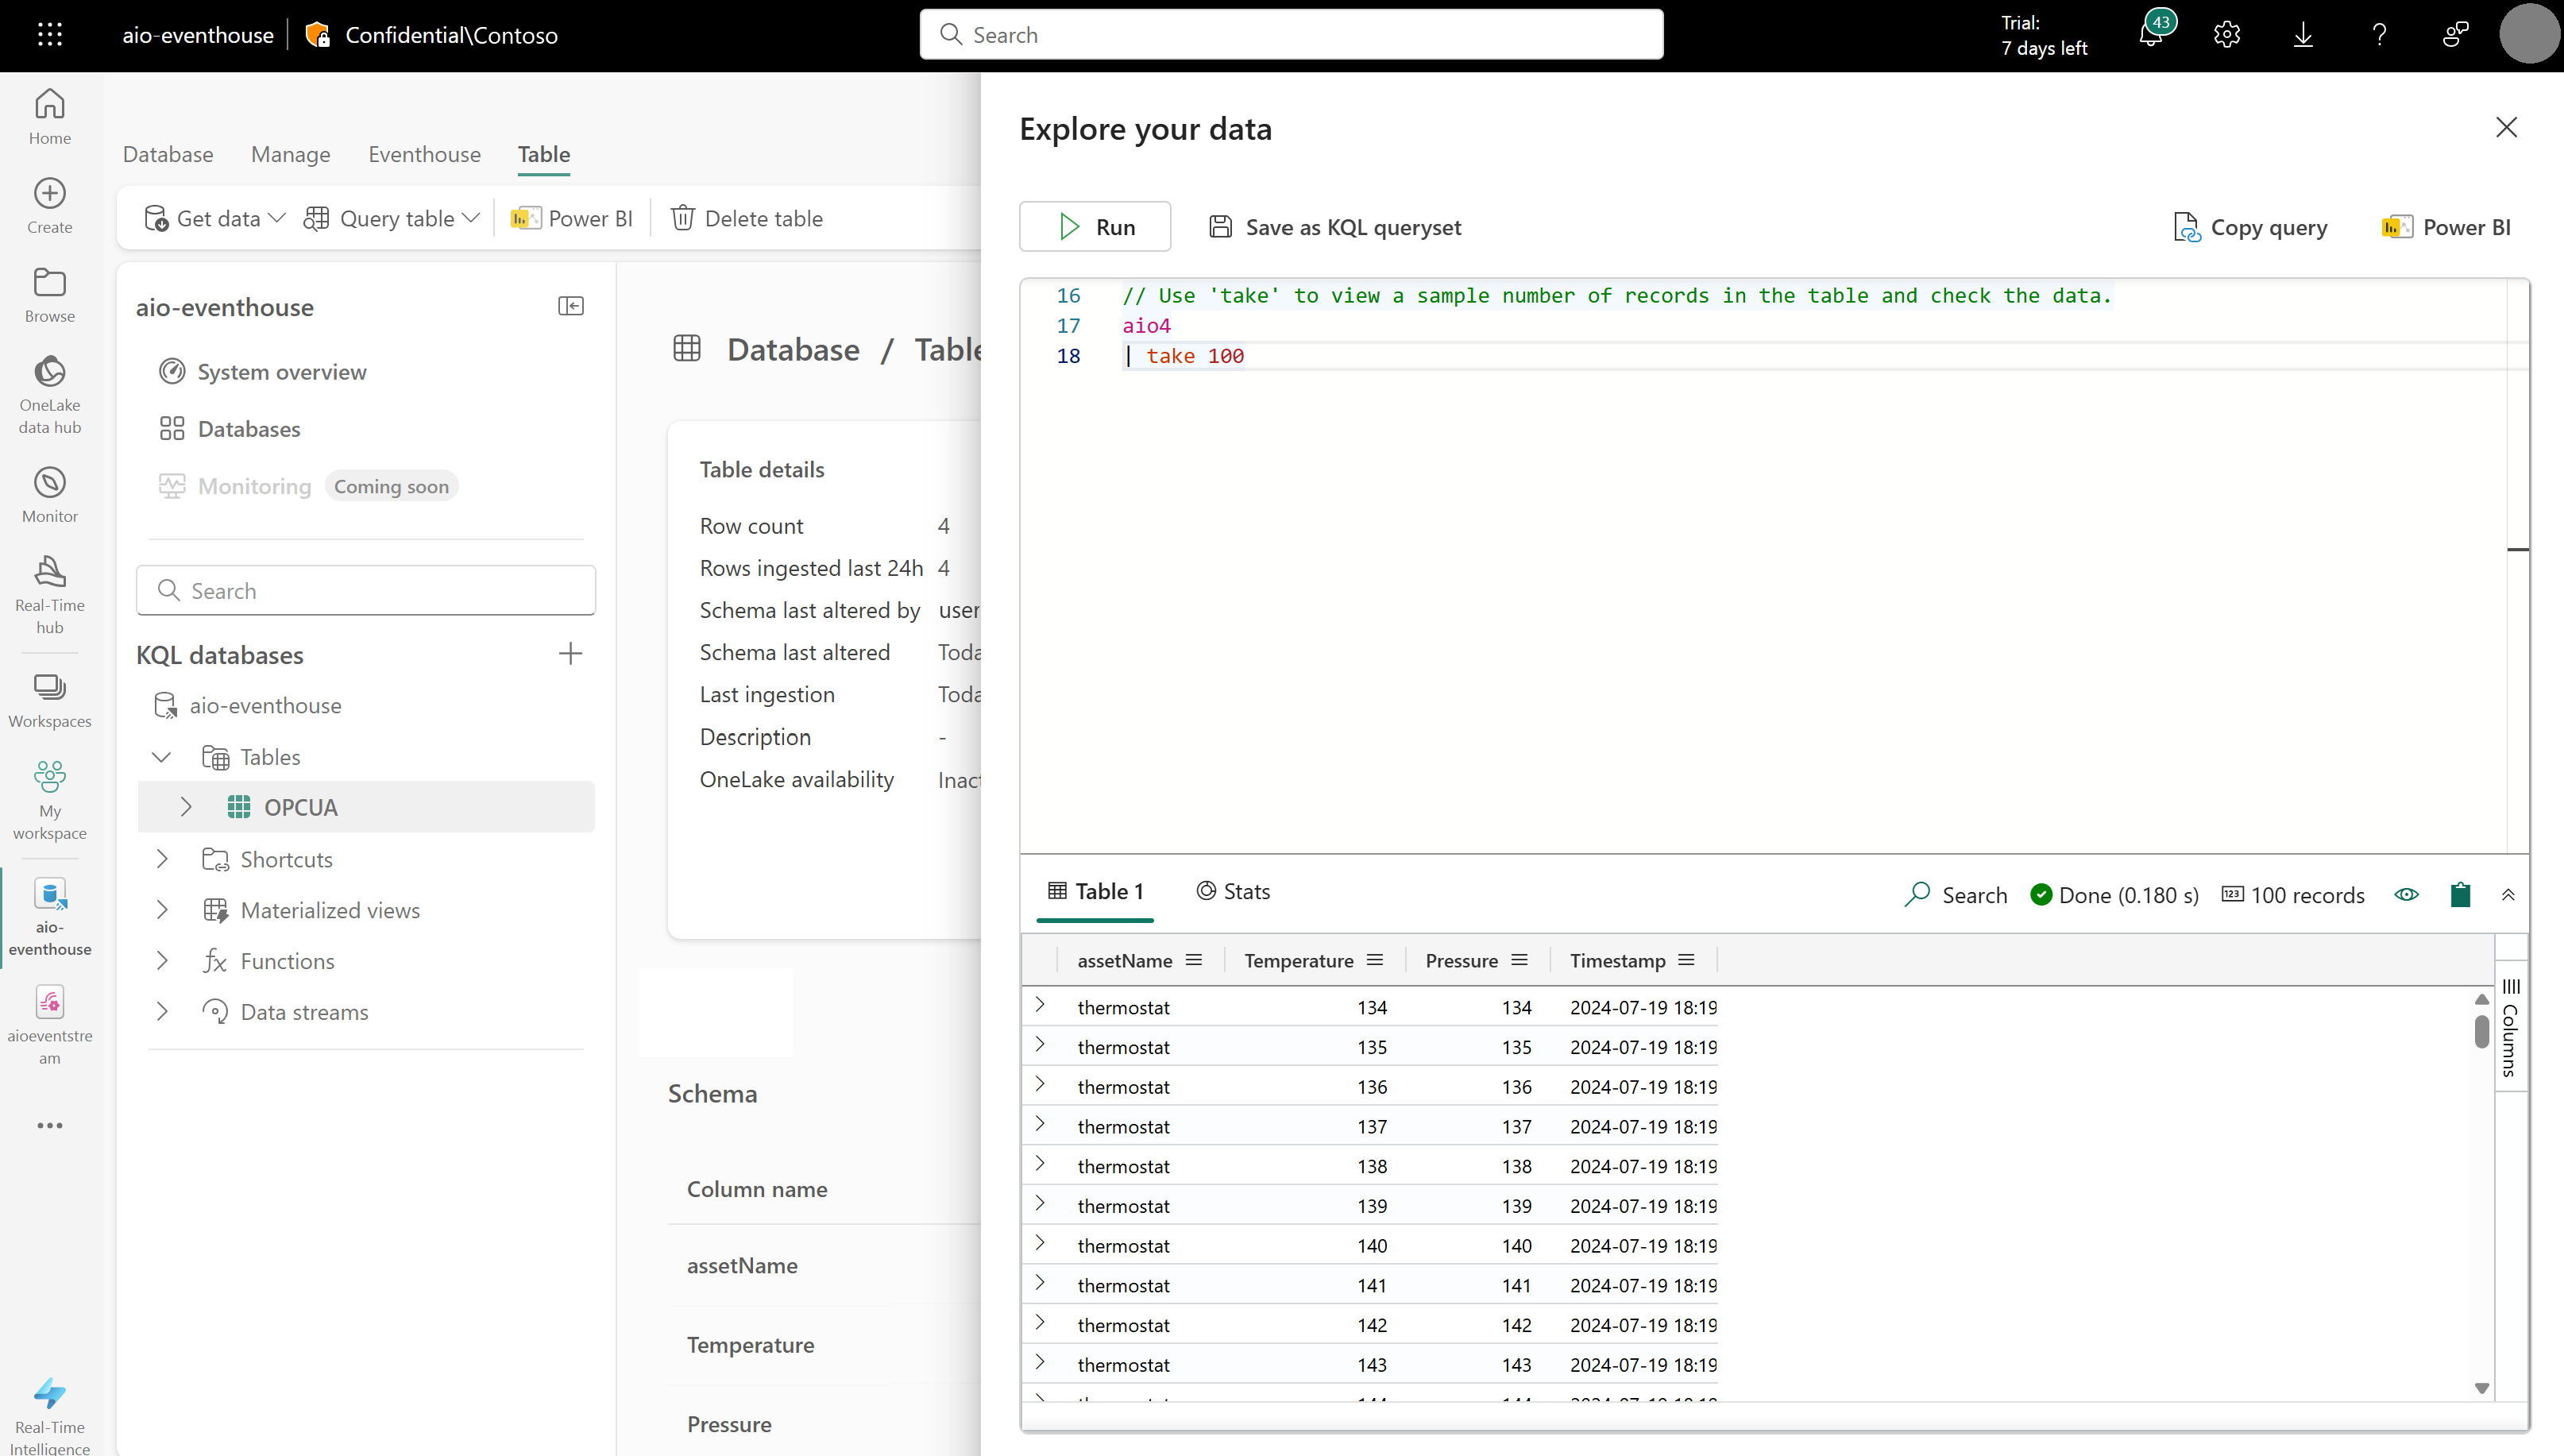 aio-eventhouse
Confidential\Contoso
Search
Trial:
7 days left
43
Home
Create
Browse
OneLake
data hub
Monitor
Real-Time
hub
Workspaces
My
workspace
aio-
eventhouse
aioeventstre
am
Real-Time
Intelligence
Database
Manage
Eventhouse
Table
Get data
Query table
Power BI
Delete table
aio-eventhouse
System overview
Databases
Monitoring
Coming soon
Search
KQL databases
aio-eventhouse
Tables
OPCUA
Shortcuts
Materialized views
Functions
Data streams
Database / Table
Table details
Row count 4
Rows ingested last 24h 4
Schema last altered by user
Schema last altered Toda
Last ingestion Toda
Description -
OneLake availability Inact
Schema
Column name
assetName
Temperature
Pressure
Explore your data
Run
Save as KQL queryset
Copy query
Power BI
16 // Use 'take' to view a sample number of records in the table and check the data.
17 aio4
18 | take 100
Table 1
Stats
Search
Done (0.180 s)
100 records
assetName Temperature Pressure Timestamp
thermostat 134 134 2024-07-19 18:19
thermostat 135 135 2024-07-19 18:19
thermostat 136 136 2024-07-19 18:19
thermostat 137 137 2024-07-19 18:19
thermostat 138 138 2024-07-19 18:19
thermostat 139 139 2024-07-19 18:19
thermostat 140 140 2024-07-19 18:19
thermostat 141 141 2024-07-19 18:19
thermostat 142 142 2024-07-19 18:19
thermostat 143 143 2024-07-19 18:19
Columns